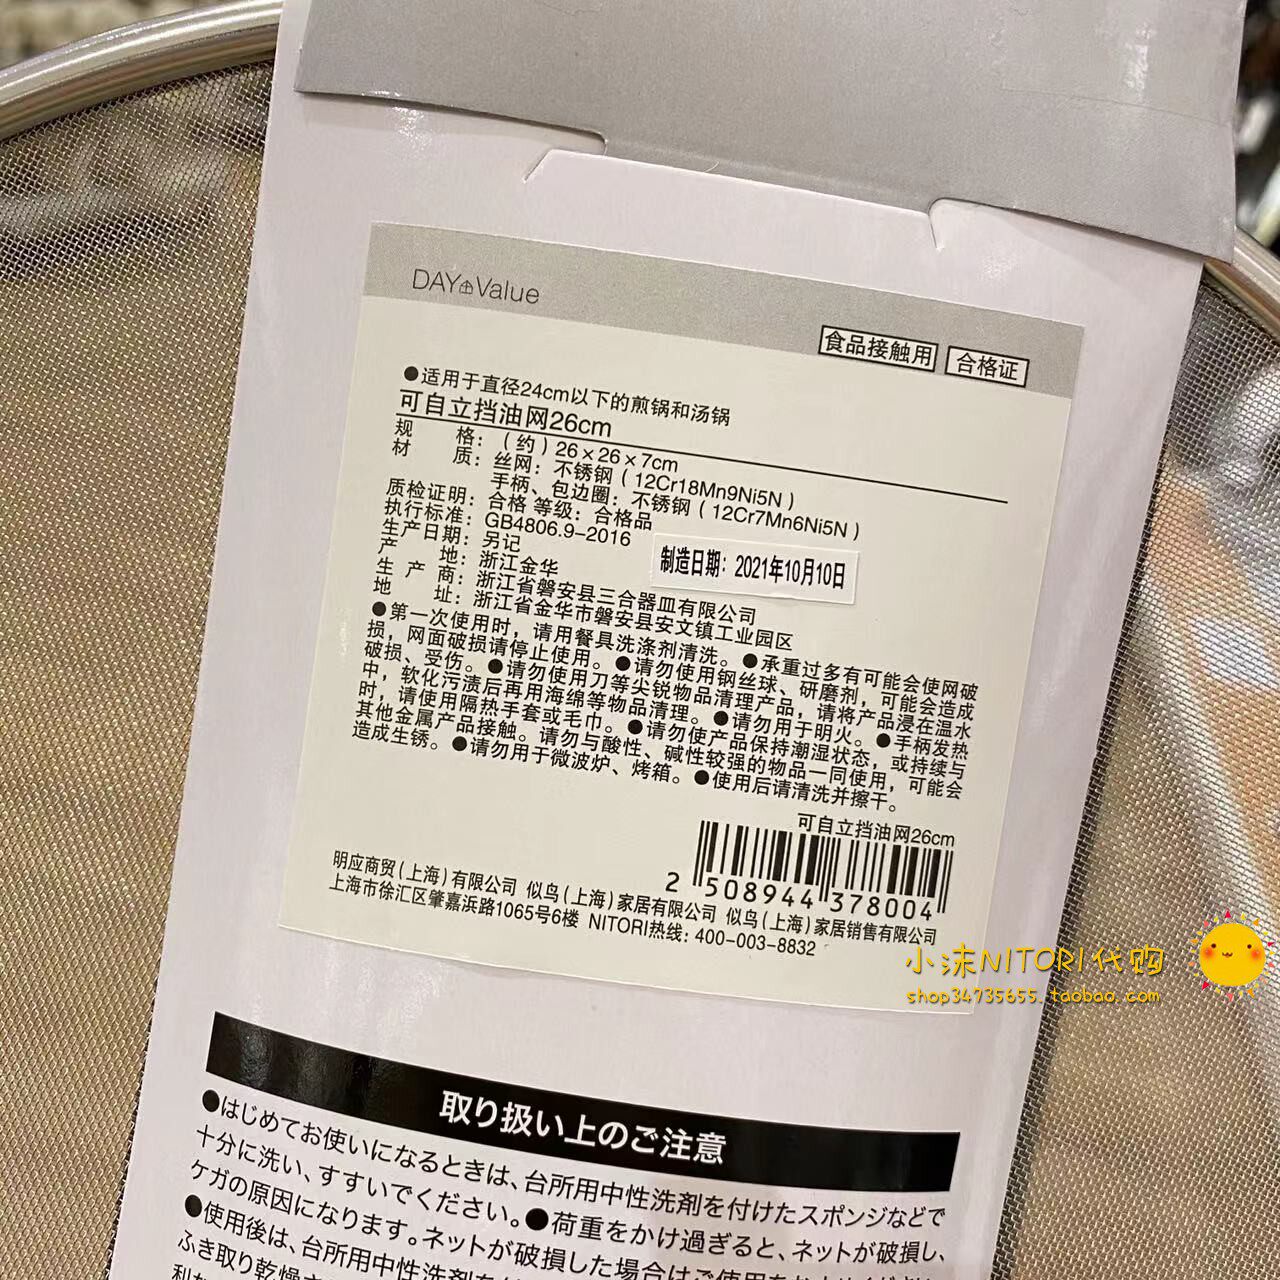 DAY Value
食品接触用 合格证
●适用于直径24cm以下的煎锅和汤锅
可自立挡油网26cm
规 格：（约）26×26×7cm
材 质：丝网：不锈钢（12Cr18Mn9Ni5N）
手柄、包边圈：不锈钢（12Cr7Mn6Ni5N）
质检证明：合格 等级：合格品
执行标准：GB4806.9-2016
生产日期：另记
制造日期：2021年10月10日
产 地：浙江金华
生 产 商：浙江省磐安县三合器皿有限公司
地 址：浙江省金华市磐安县安文镇工业园区
●第一次使用时，请用餐具洗涤剂清洗。●承重过多有可能会使网破
损，网面破损请停止使用。●请勿使用钢丝球、研磨剂，可能会造成
破损、受伤。●请勿使用刀等尖锐物品清理产品，请将产品浸在温水
中，软化污渍后再用海绵等物品清理。●请勿用于明火。●手柄发热
时，请使用隔热手套或毛巾。●请勿使产品保持潮湿状态，或持续与
其他金属产品接触。请勿与酸性、碱性较强的物品一同使用，可能会
造成生锈。●请勿用于微波炉、烤箱。●使用后请清洗并擦干。
可自立挡油网26cm
2 508944 378004
明应商贸（上海）有限公司 似鸟（上海）家居有限公司 似鸟（上海）家居销售有限公司
上海市徐汇区肇嘉浜路1065号6楼 NITORI热线：400-003-8832
小沫NITORI代购
shop34735655.taobao.com
取り扱い上のご注意
●はじめてお使いになるときは、台所用中性洗剤を付けたスポンジなどで
十分に洗い、すすいでください。●荷重をかけ過ぎると、ネットが破損し、
ケガの原因になります。ネットが破損した場合はご使用を
●使用後は、台所用中性洗剤を
ふき取り乾燥